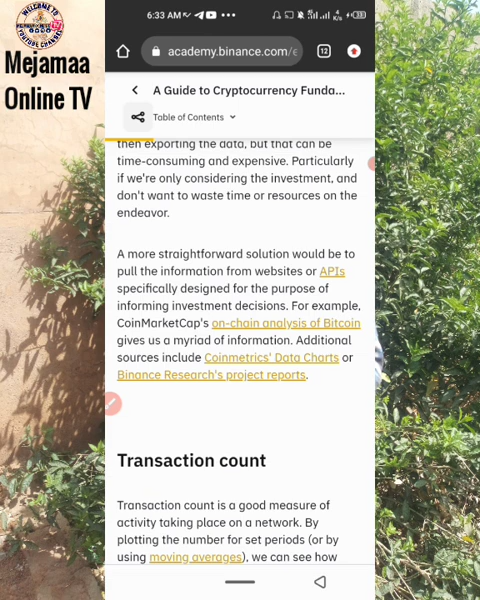 WELCOME TO
YOUTUBE CHANNEL
Mejamaa
Online TV
6:33 AM
academy.binance.com/e
12
A Guide to Cryptocurrency Funda...
Table of Contents
then exporting the data, but that can be
time-consuming and expensive. Particularly
if we're only considering the investment, and
don't want to waste time or resources on the
endeavor.
A more straightforward solution would be to
pull the information from websites or APIs
specifically designed for the purpose of
informing investment decisions. For example,
CoinMarketCap's on-chain analysis of Bitcoin
gives us a myriad of information. Additional
sources include Coinmetrics' Data Charts or
Binance Research's project reports.
Transaction count
Transaction count is a good measure of
activity taking place on a network. By
plotting the number for set periods (or by
using moving averages), we can see how